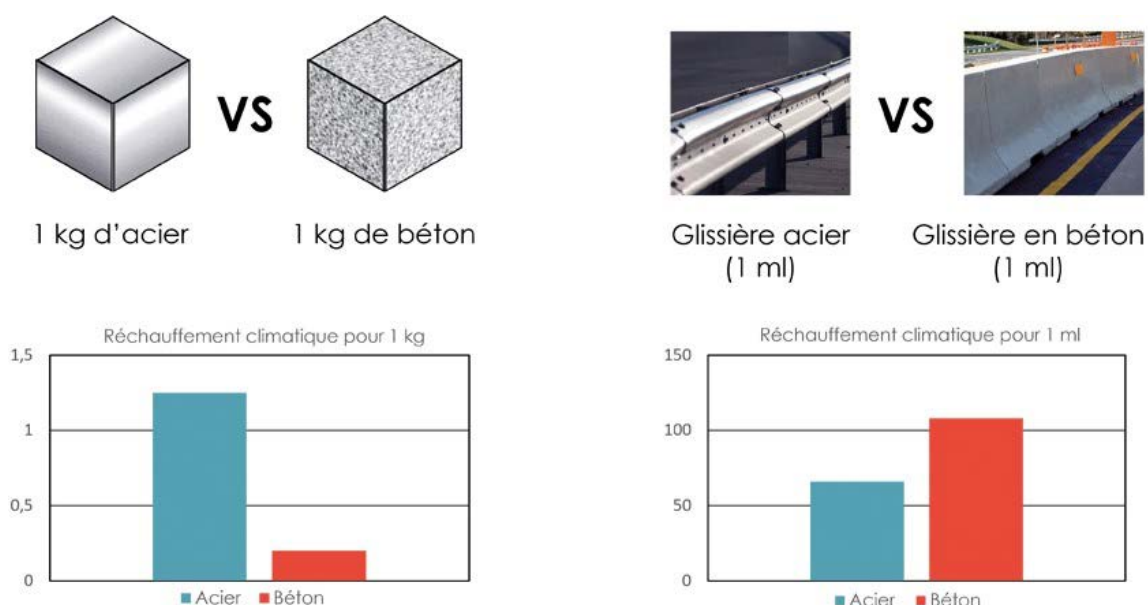 VS
1 kg d'acier
1 kg de béton
VS
Glissière acier
(1 ml)
Glissière en béton
(1 ml)
Réchauffement climatique pour 1 kg
1,5
1
0,5
0
Acier
Béton
Réchauffement climatique pour 1 ml
150
100
50
0
Acier
Béton